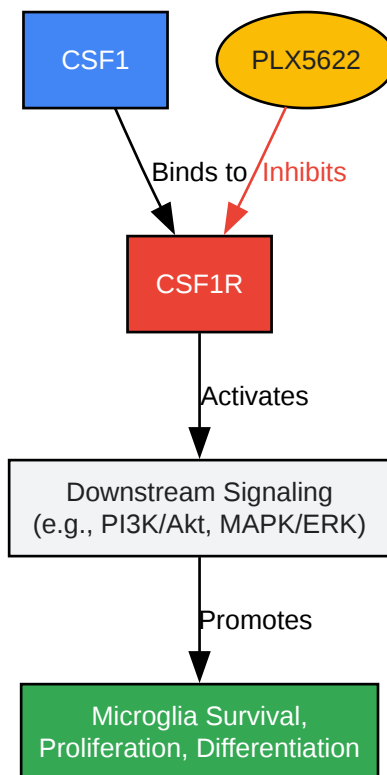 CSF1
PLX5622
Binds to
Inhibits
CSF1R
Activates
Downstream Signaling
(e.g., PI3K/Akt, MAPK/ERK)
Promotes
Microglia Survival,
Proliferation, Differentiation